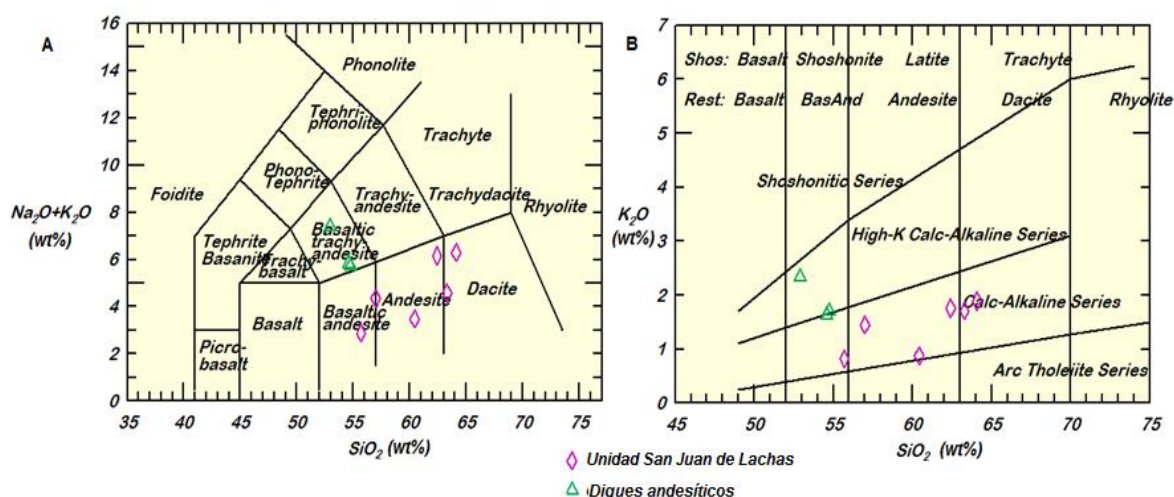 A
16
14
12
10
8
6
4
2
0
Na2O+K2O
(wt%)
35 45 55 65 75
SiO2 (wt%)
Phonolite
Tephri-
phonolite
Trachyte
Phono-
Tephrite
Foidite
Trachy-
andesite
Trachydacite
Rhyolite
Basaltic
trachy-
andesite
Tephrite
Basanite
Trachy-
basalt
Basalt
Basaltic
andesite
Andesite
Dacite
Picro-
basalt
B
7
6
5
4
3
2
1
0
K2O
(wt%)
45 50 55 60 65 70 75
SiO2 (wt%)
Shos: Basalt Shoshonite Latite Trachyte
Rest: Basalt BasAnd Andesite Dacite Rhyolite
Shoshonitic Series
High-K Calc-Alkaline Series
Calc-Alkaline Series
Arc Tholeiite Series
Unidad San Juan de Lachas
Diques andesíticos